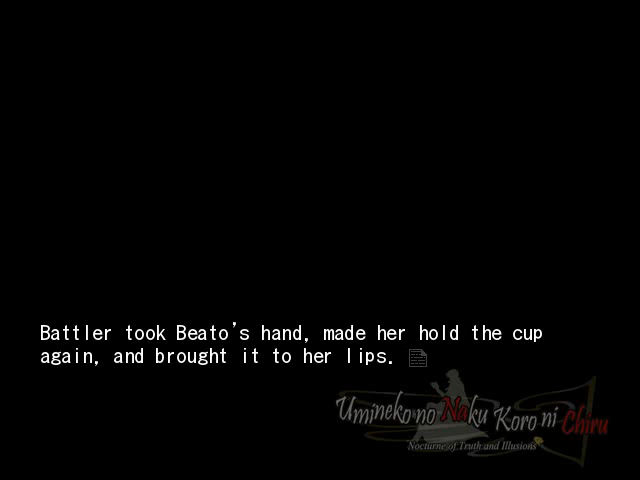 Battler took Beato's hand, made her hold the cup
again, and brought it to her lips.
Umineko no Naku Koro ni Chiru
Nocturne of Truth and Illusions